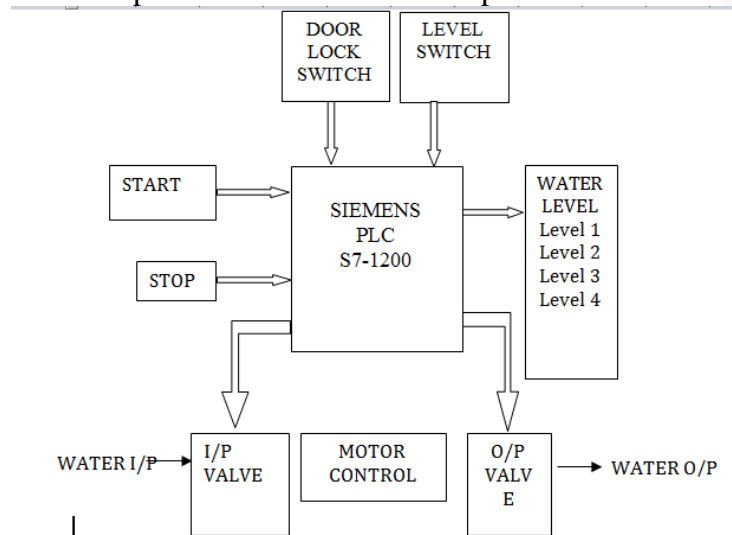 DOOR
LOCK
SWITCH
LEVEL
SWITCH
START
SIEMENS
PLC
S7-1200
WATER
LEVEL
Level 1
Level 2
Level 3
Level 4
STOP
WATER I/P
I/P
VALVE
MOTOR
CONTROL
O/P
VALV
E
WATER O/P